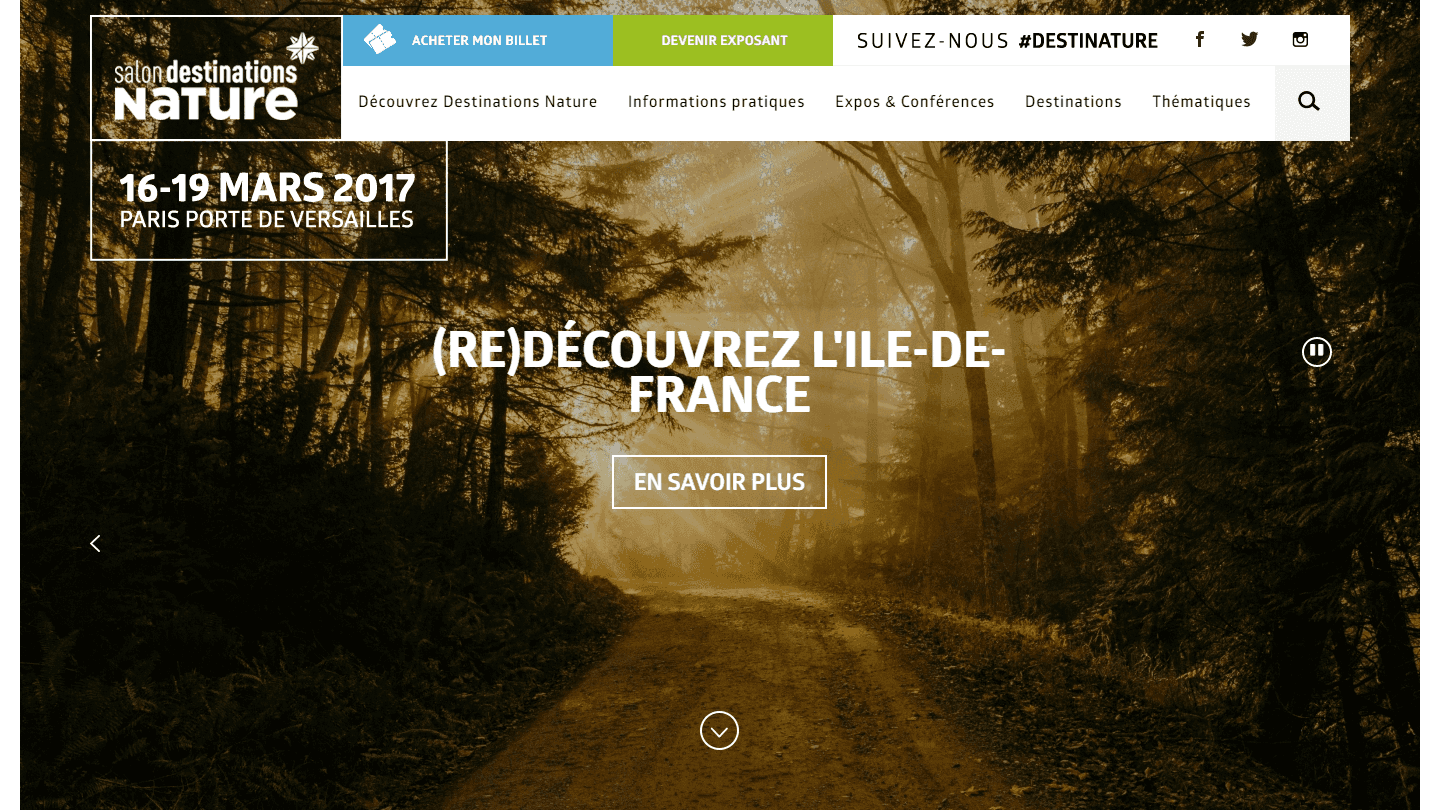 ACHETER MON BILLET
DEVENIR EXPOSANT
SUIVEZ-NOUS #DESTINATURE
salon destinations
NaTURe
Découvrez Destinations Nature
Informations pratiques
Expos & Conférences
Destinations
Thématiques
16-19 MARS 2017
PARIS PORTE DE VERSAILLES
(RE)DÉCOUVREZ L'ILE-DE-
FRANCE
EN SAVOIR PLUS